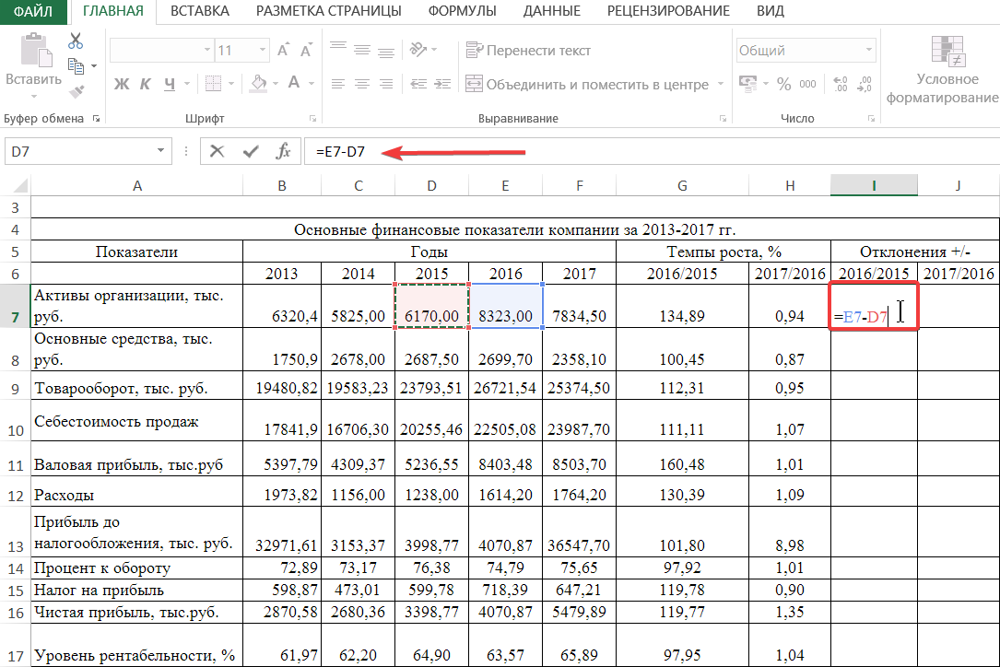 ФАЙЛ ГЛАВНАЯ ВСТАВКА РАЗМЕТКА СТРАНИЦЫ ФОРМУЛЫ ДАННЫЕ РЕЦЕНЗИРОВАНИЕ ВИД
11 Перенести текст Общий
Вставить Ж К Ч А Объединить и поместить в центре % 000 Условное форматирование
Буфер обмена Шрифт Выравнивание Число
D7 fx =E7-D7
A B C D E F G H I J
3
4 Основные финансовые показатели компании за 2013-2017 гг.
5 Показатели Годы Темпы роста, % Отклонения +/-
6 2013 2014 2015 2016 2017 2016/2015 2017/2016 2016/2015 2017/2016
7 Активы организации, тыс. руб. 6320,4 5825,00 6170,00 8323,00 7834,50 134,89 0,94 =E7-D7
8 Основные средства, тыс. руб. 1750,9 2678,00 2687,50 2699,70 2358,10 100,45 0,87
9 Товарооборот, тыс. руб. 19480,82 19583,23 23793,51 26721,54 25374,50 112,31 0,95
10 Себестоимость продаж 17841,9 16706,30 20255,46 22505,08 23987,70 111,11 1,07
11 Валовая прибыль, тыс.руб 5397,79 4309,37 5236,55 8403,48 8503,70 160,48 1,01
12 Расходы 1973,82 1156,00 1238,00 1614,20 1764,20 130,39 1,09
13 Прибыль до налогообложения, тыс. руб. 32971,61 3153,37 3998,77 4070,87 36547,70 101,80 8,98
14 Процент к обороту 72,89 73,17 76,38 74,79 75,65 97,92 1,01
15 Налог на прибыль 598,87 473,01 599,78 718,39 647,21 119,78 0,90
16 Чистая прибыль, тыс.руб. 2870,58 2680,36 3398,77 4070,87 5479,89 119,77 1,35
17 Уровень рентабельности, % 61,97 62,20 64,90 63,57 65,89 97,95 1,04